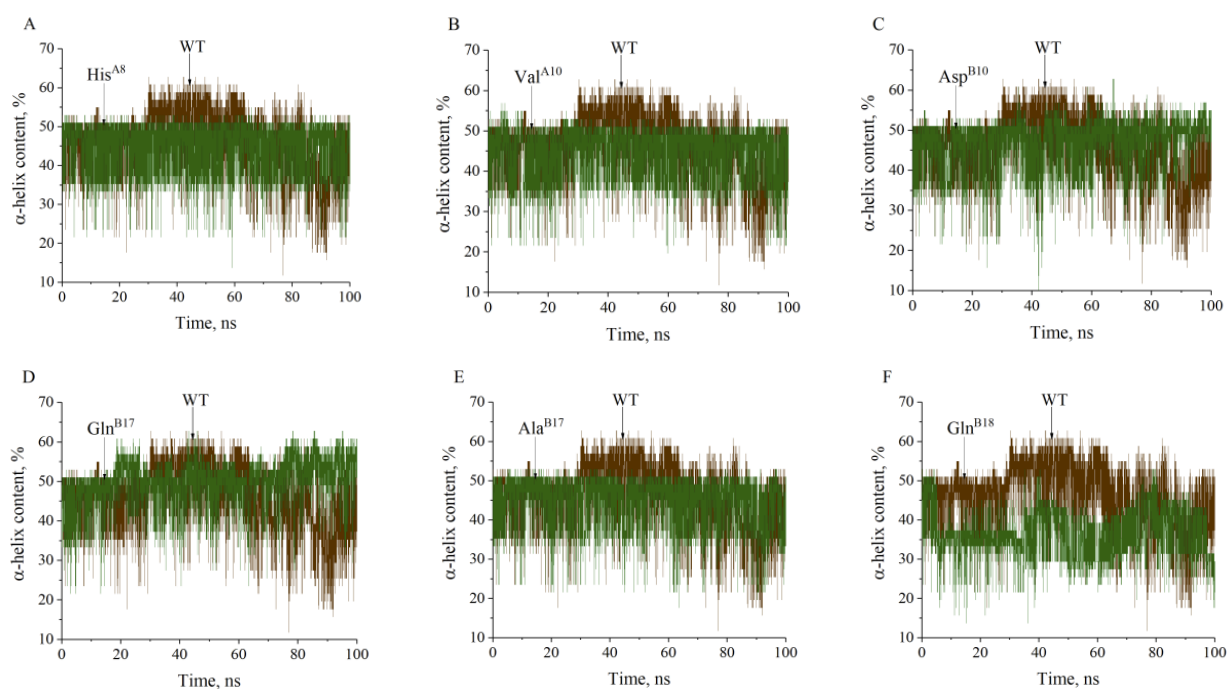 A
WT
His^A8
α-helix content, %
70
60
50
40
30
20
10
0 20 40 60 80 100
Time, ns
B
WT
Val^A10
α-helix content, %
70
60
50
40
30
20
10
0 20 40 60 80 100
Time, ns
C
WT
Asp^B10
α-helix content, %
70
60
50
40
30
20
10
0 20 40 60 80 100
Time, ns
D
WT
Gln^B17
α-helix content, %
70
60
50
40
30
20
10
0 20 40 60 80 100
Time, ns
E
WT
Ala^B17
α-helix content, %
70
60
50
40
30
20
10
0 20 40 60 80 100
Time, ns
F
WT
Gln^B18
α-helix content, %
70
60
50
40
30
20
10
0 20 40 60 80 100
Time, ns